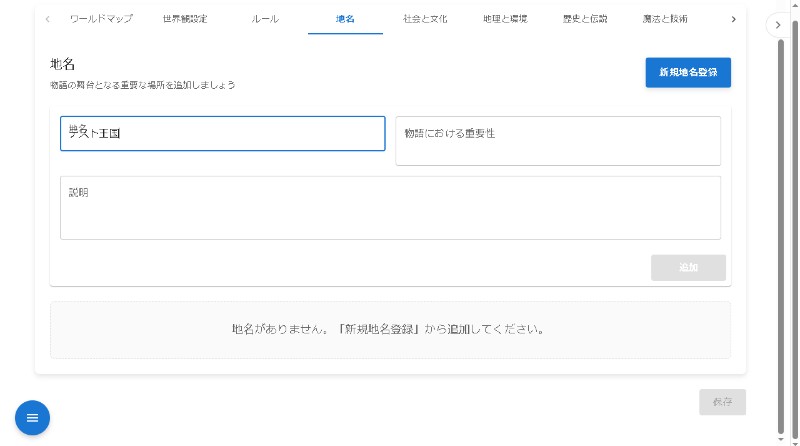 ワールドマップ
世界観設定
ルール
地名
社会と文化
地理と環境
歴史と伝説
魔法と技術
地名
物語の舞台となる重要な場所を追加しましょう
新規地名登録
地名
テスト王国
物語における重要性
説明
追加
地名がありません。「新規地名登録」から追加してください。
保存